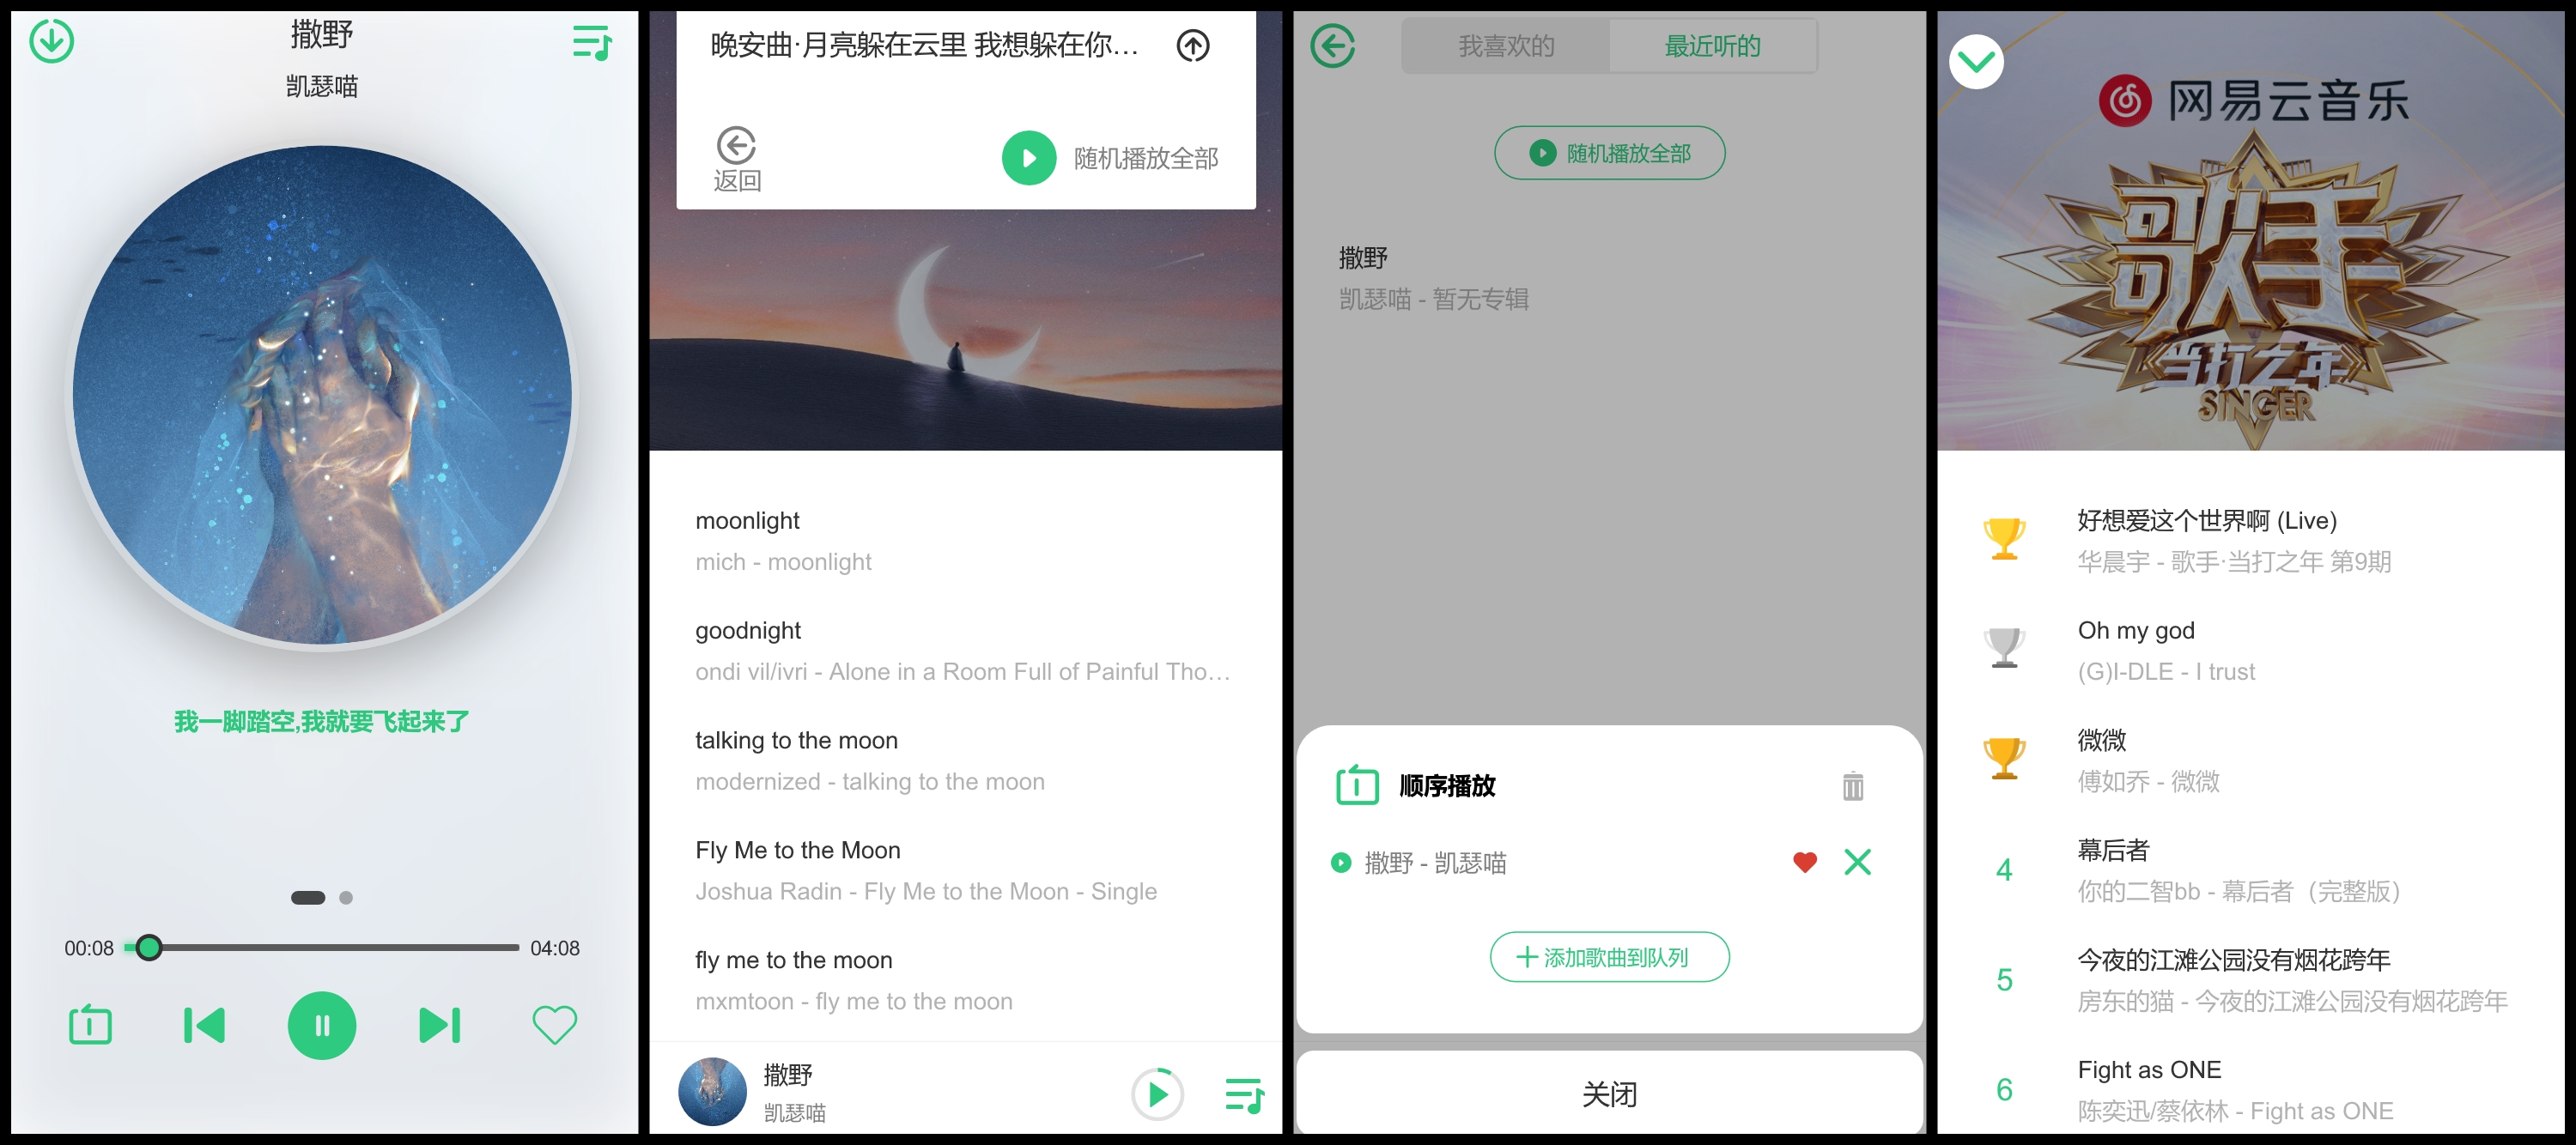 撒野
凯瑟喵
我一脚踏空,我就要飞起来了
00:08
04:08
晚安曲·月亮躲在云里 我想躲在你...
返回
随机播放全部
moonlight
mich - moonlight
goodnight
ondi vil/ivri - Alone in a Room Full of Painful Tho...
talking to the moon
modernized - talking to the moon
Fly Me to the Moon
Joshua Radin - Fly Me to the Moon - Single
fly me to the moon
mxmtoon - fly me to the moon
撒野
凯瑟喵
我喜欢的
最近听的
随机播放全部
撒野
凯瑟喵 - 暂无专辑
顺序播放
撒野 - 凯瑟喵
添加歌曲到队列
关闭
网易云音乐
歌手
当打之年
SINGER
好想爱这个世界啊 (Live)
华晨宇 - 歌手·当打之年 第9期
Oh my god
(G)I-DLE - I trust
微微
傅如乔 - 微微
4
幕后者
你的二智bb - 幕后者（完整版）
5
今夜的江滩公园没有烟花跨年
房东的猫 - 今夜的江滩公园没有烟花跨年
6
Fight as ONE
陈奕迅/蔡依林 - Fight as ONE